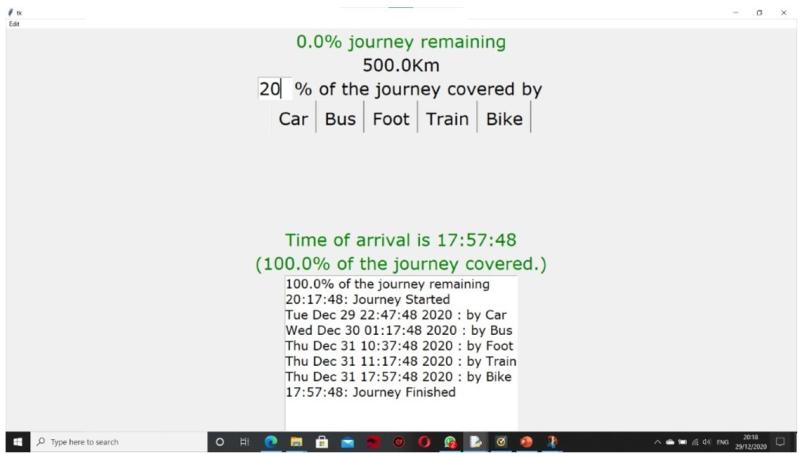 tk
Edit
0.0% journey remaining
500.0Km
20 % of the journey covered by
Car Bus Foot Train Bike
Time of arrival is 17:57:48
(100.0% of the journey covered.)
100.0% of the journey remaining
20:17:48: Journey Started
Tue Dec 29 22:47:48 2020 : by Car
Wed Dec 30 01:17:48 2020 : by Bus
Thu Dec 31 10:37:48 2020 : by Foot
Thu Dec 31 11:17:48 2020 : by Train
Thu Dec 31 17:57:48 2020 : by Bike
17:57:48: Journey Finished
Type here to search
ENG
20:18
29/12/2020